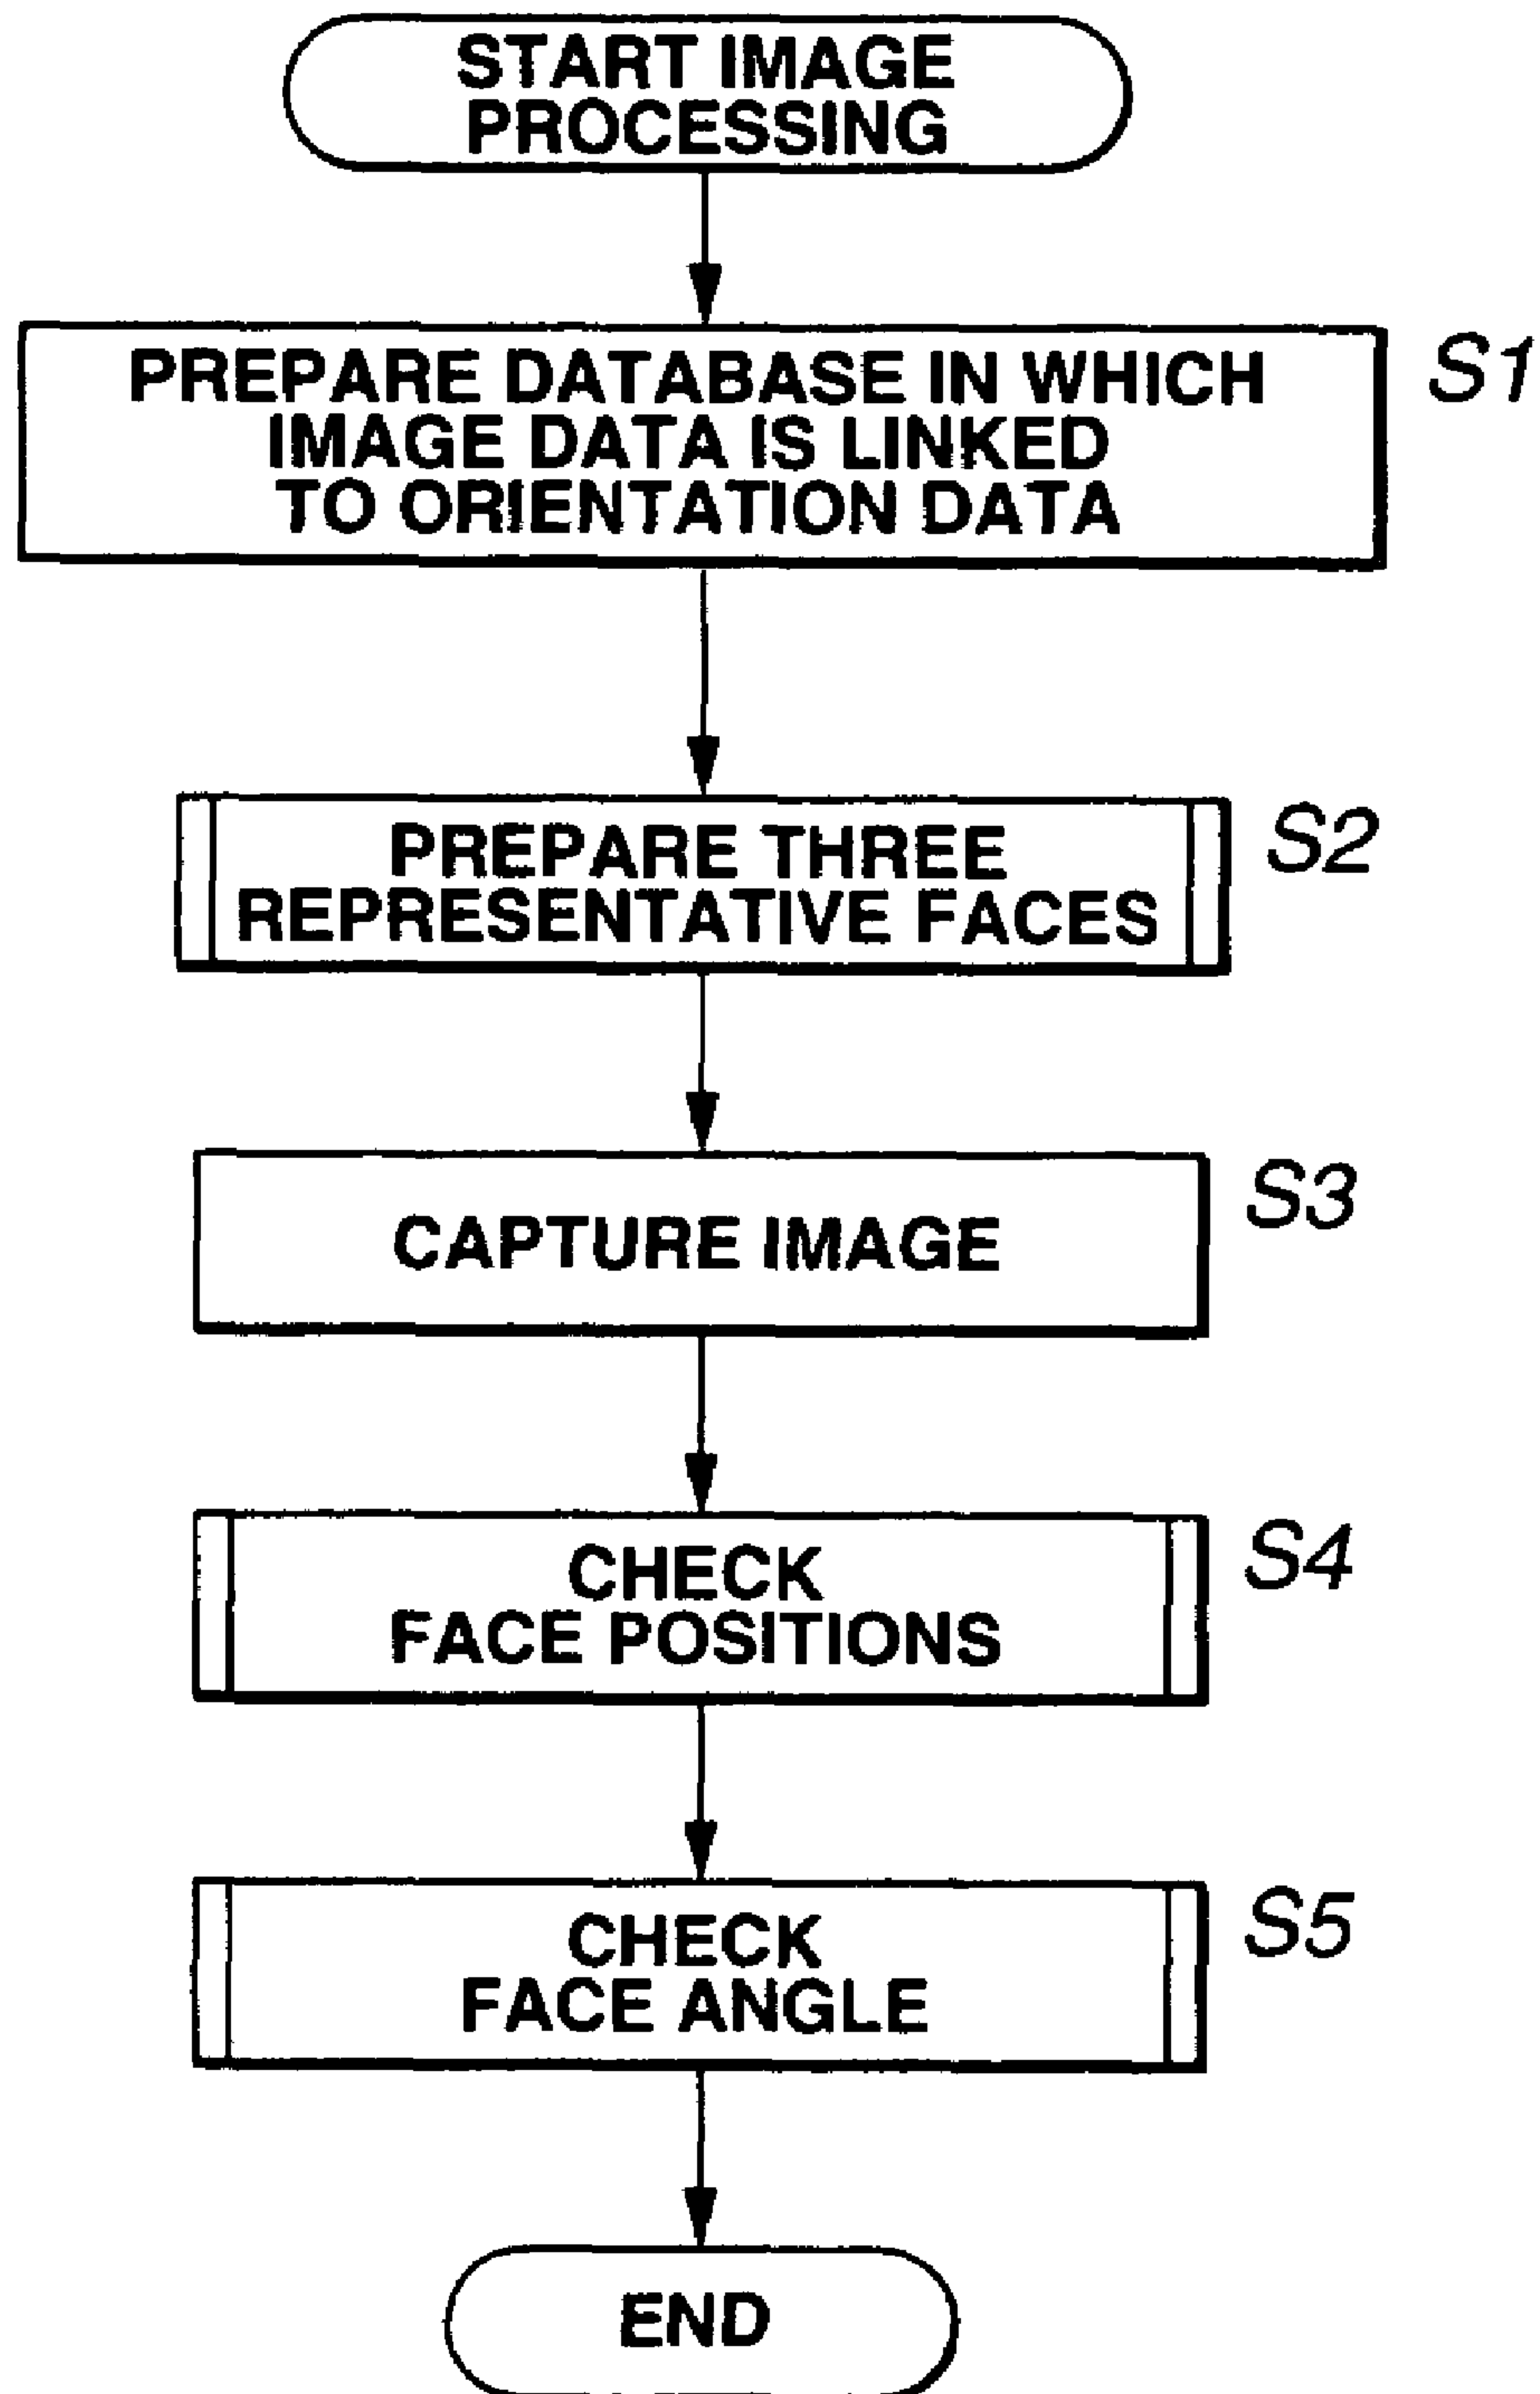 START IMAGE
PROCESSING
PREPARE DATABASE IN WHICH
IMAGE DATA IS LINKED
TO ORIENTATION DATA
S1
PREPARE THREE
REPRESENTATIVE FACES
S2
CAPTURE IMAGE
S3
CHECK
FACE POSITIONS
S4
CHECK
FACE ANGLE
S5
END